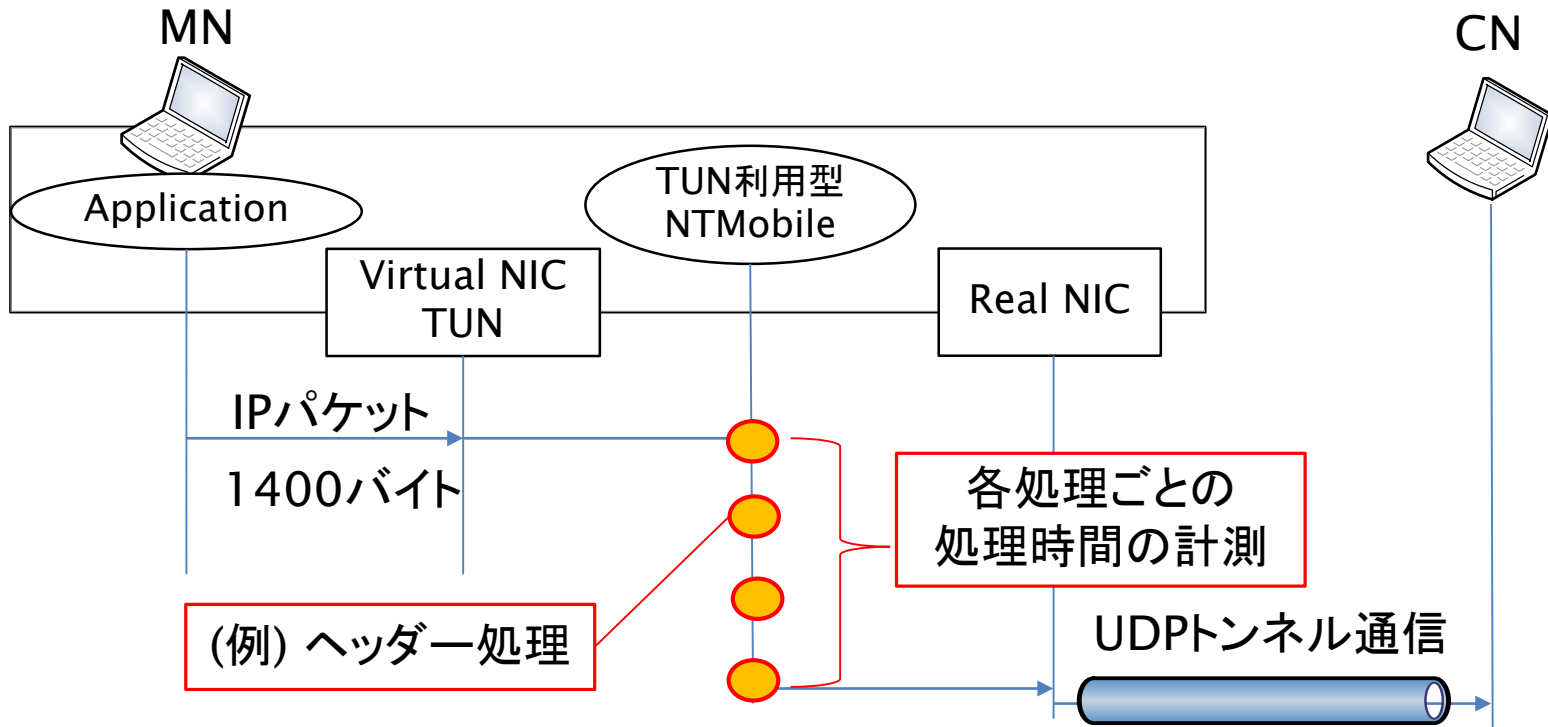 MN
CN
Application
TUN利用型
NTMobile
Virtual NIC
TUN
Real NIC
IPパケット
1400バイト
各処理ごとの
処理時間の計測
(例) ヘッダー処理
UDPトンネル通信